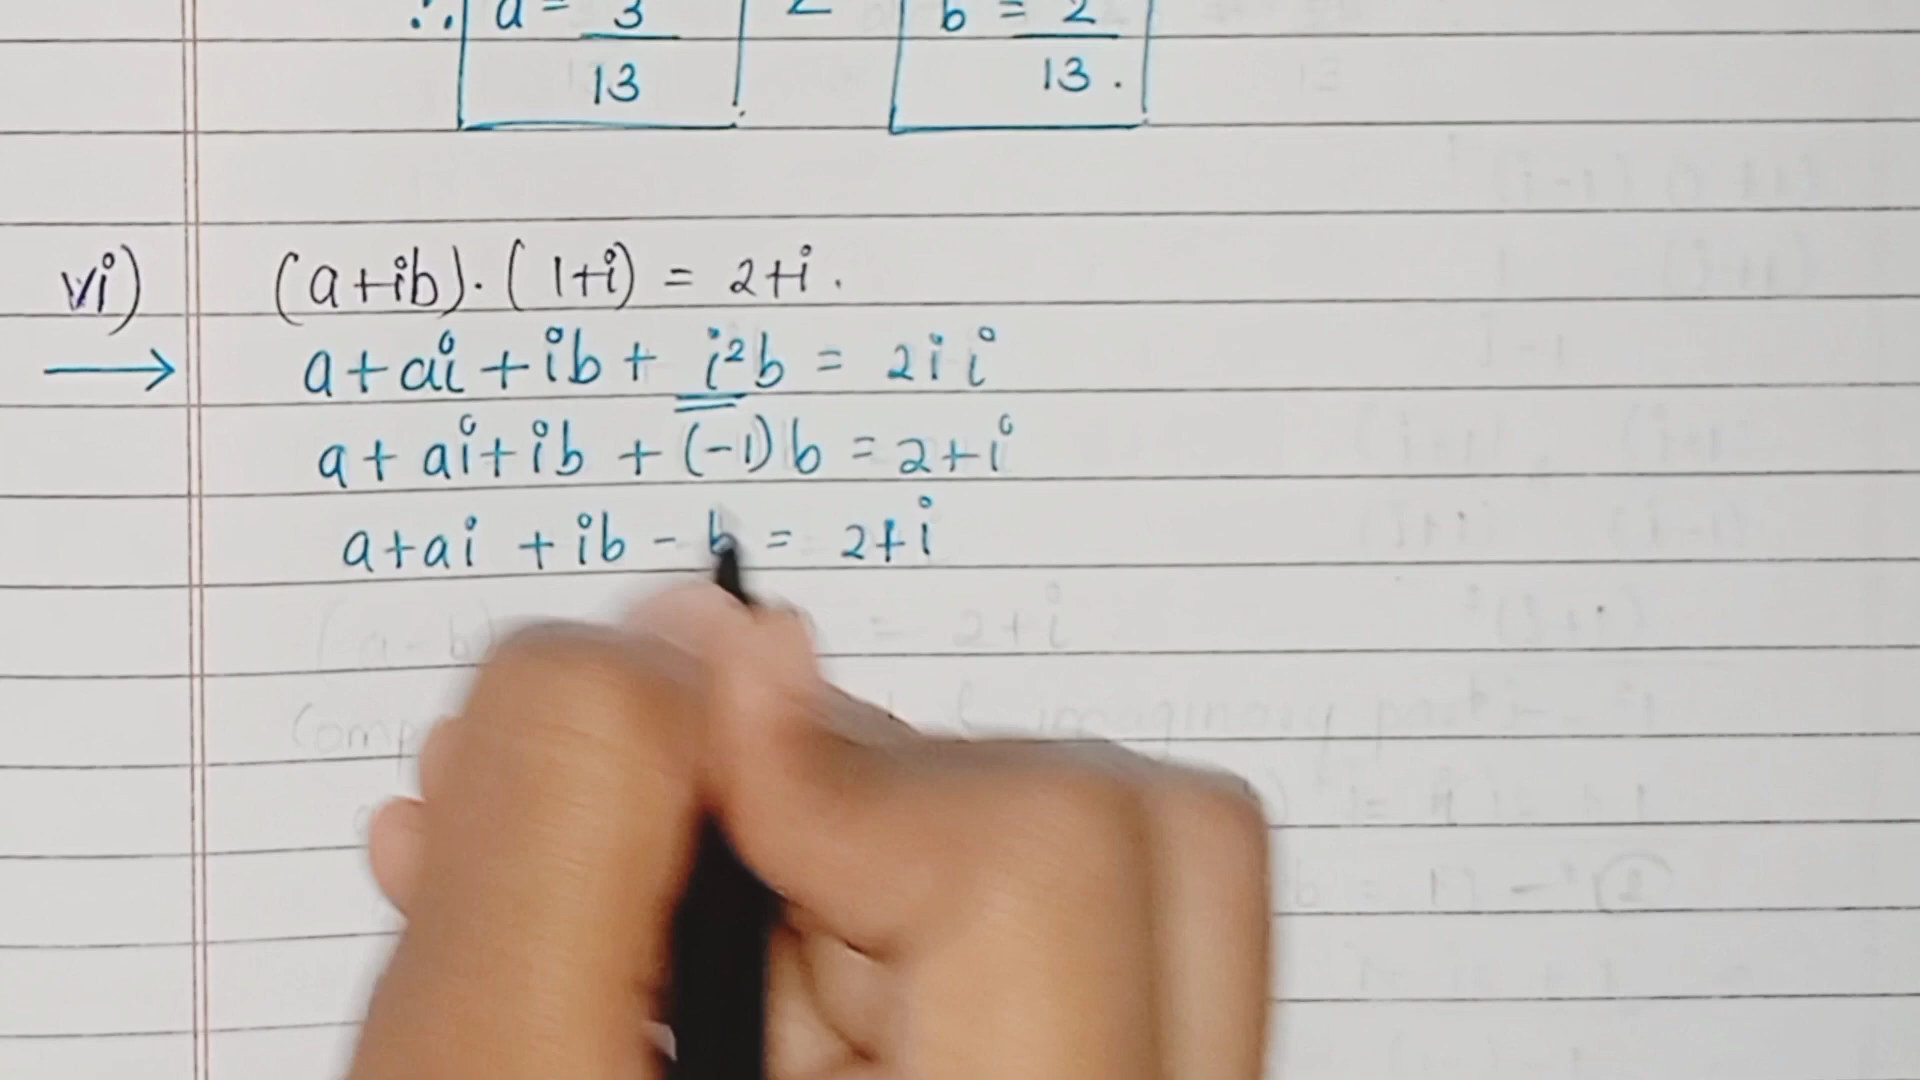 ∴ a = 3/13 & b = 2/13.
vi) (a+ib).(1+i) = 2+i.
→ a+ai+ib+i²b = 2i i
a+ai+ib+(-1)b = 2+i
a+ai+ib-b = 2+i
(a-b) = 2+i